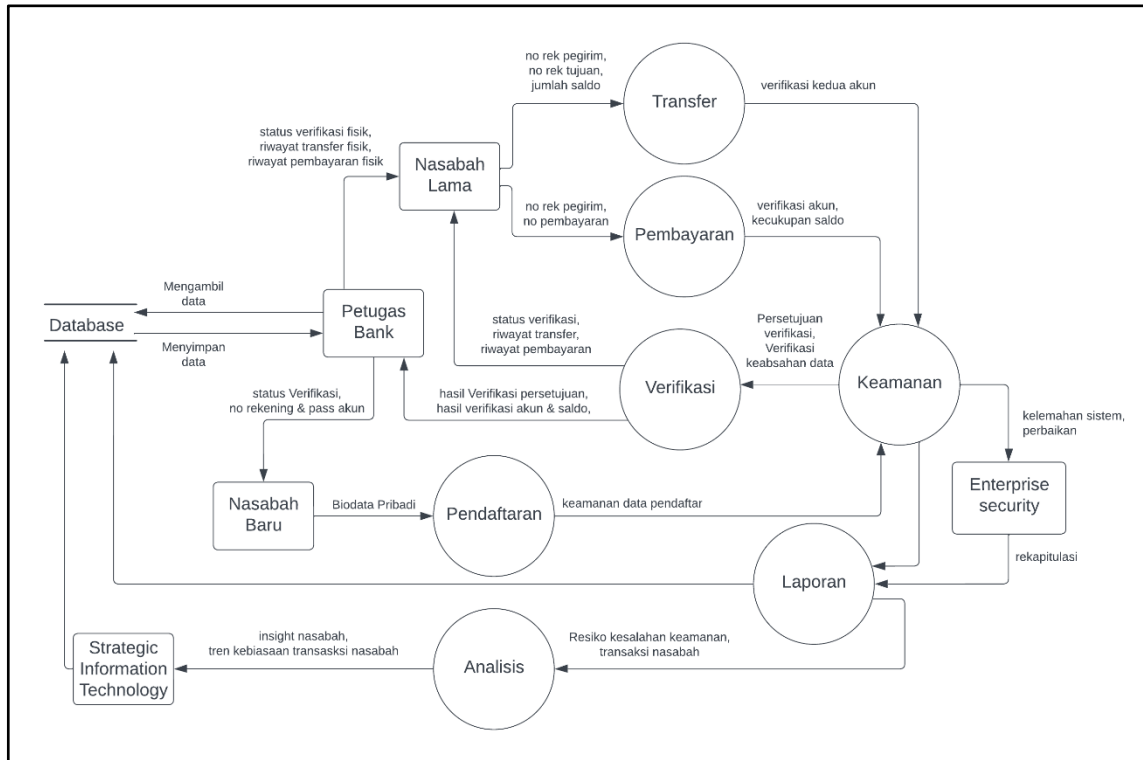 no rek pegirim,
no rek tujuan,
jumlah saldo
Transfer
verifikasi kedua akun
status verifikasi fisik,
riwayat transfer fisik,
riwayat pembayaran fisik
Nasabah
Lama
no rek pegirim,
no pembayaran
Pembayaran
verifikasi akun,
kecukupan saldo
Mengambil
data
Database
Menyimpan
data
Petugas
Bank
status verifikasi,
riwayat transfer,
riwayat pembayaran
Verifikasi
Persetujuan
verifikasi,
Verifikasi
keabsahan data
Keamanan
status Verifikasi,
no rekening & pass akun
hasil Verifikasi persetujuan,
hasil verifikasi akun & saldo,
kelemahan sistem,
perbaikan
Nasabah
Baru
Biodata Pribadi
Pendaftaran
keamanan data pendaftar
Enterprise
security
rekapitulasi
Laporan
Strategic
Information
Technology
insight nasabah,
tren kebiasaan transasksi nasabah
Analisis
Resiko kesalahan keamanan,
transaksi nasabah